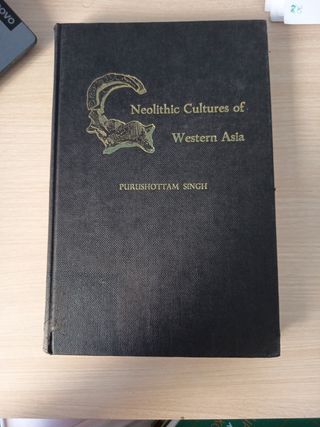 Neolithic Cultures of
Western Asia
PURUSHOTTAM SINGH